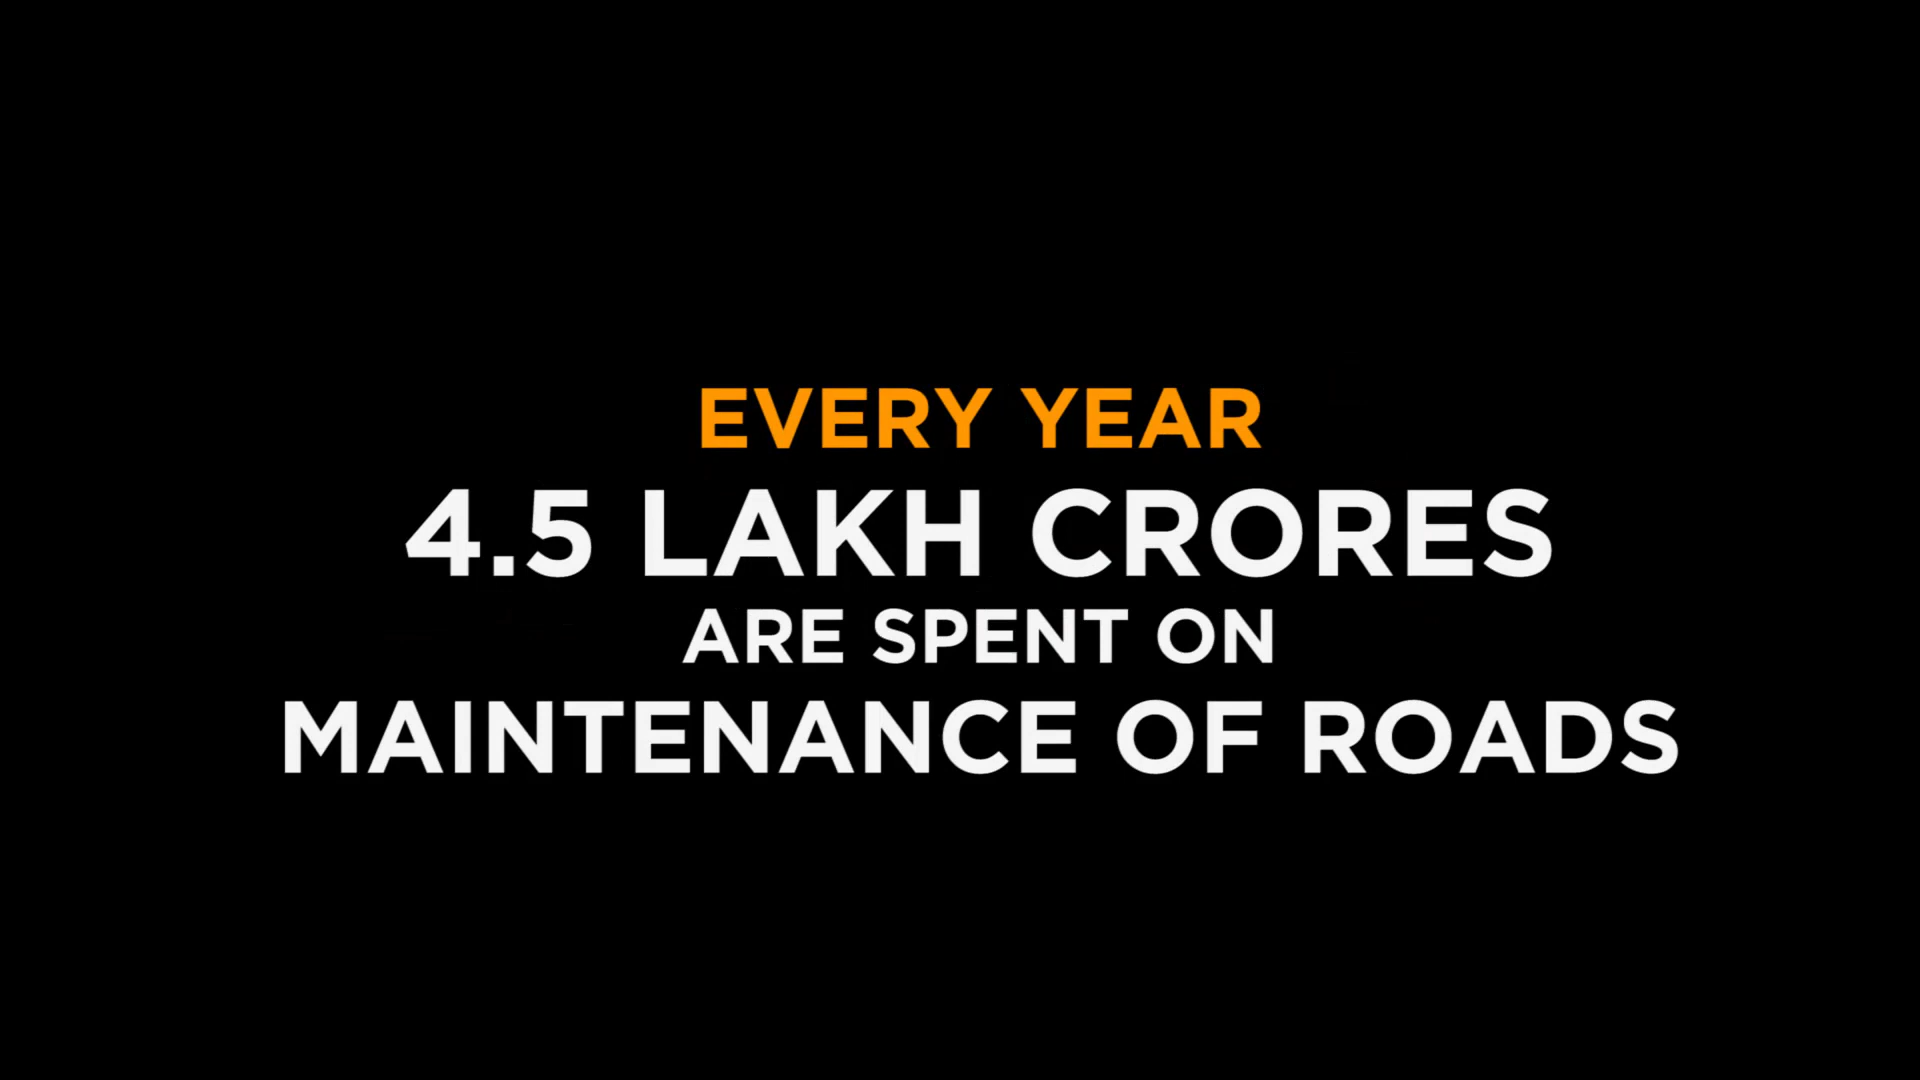 EVERY YEAR
4.5 LAKH CRORES
ARE SPENT ON
MAINTENANCE OF ROADS